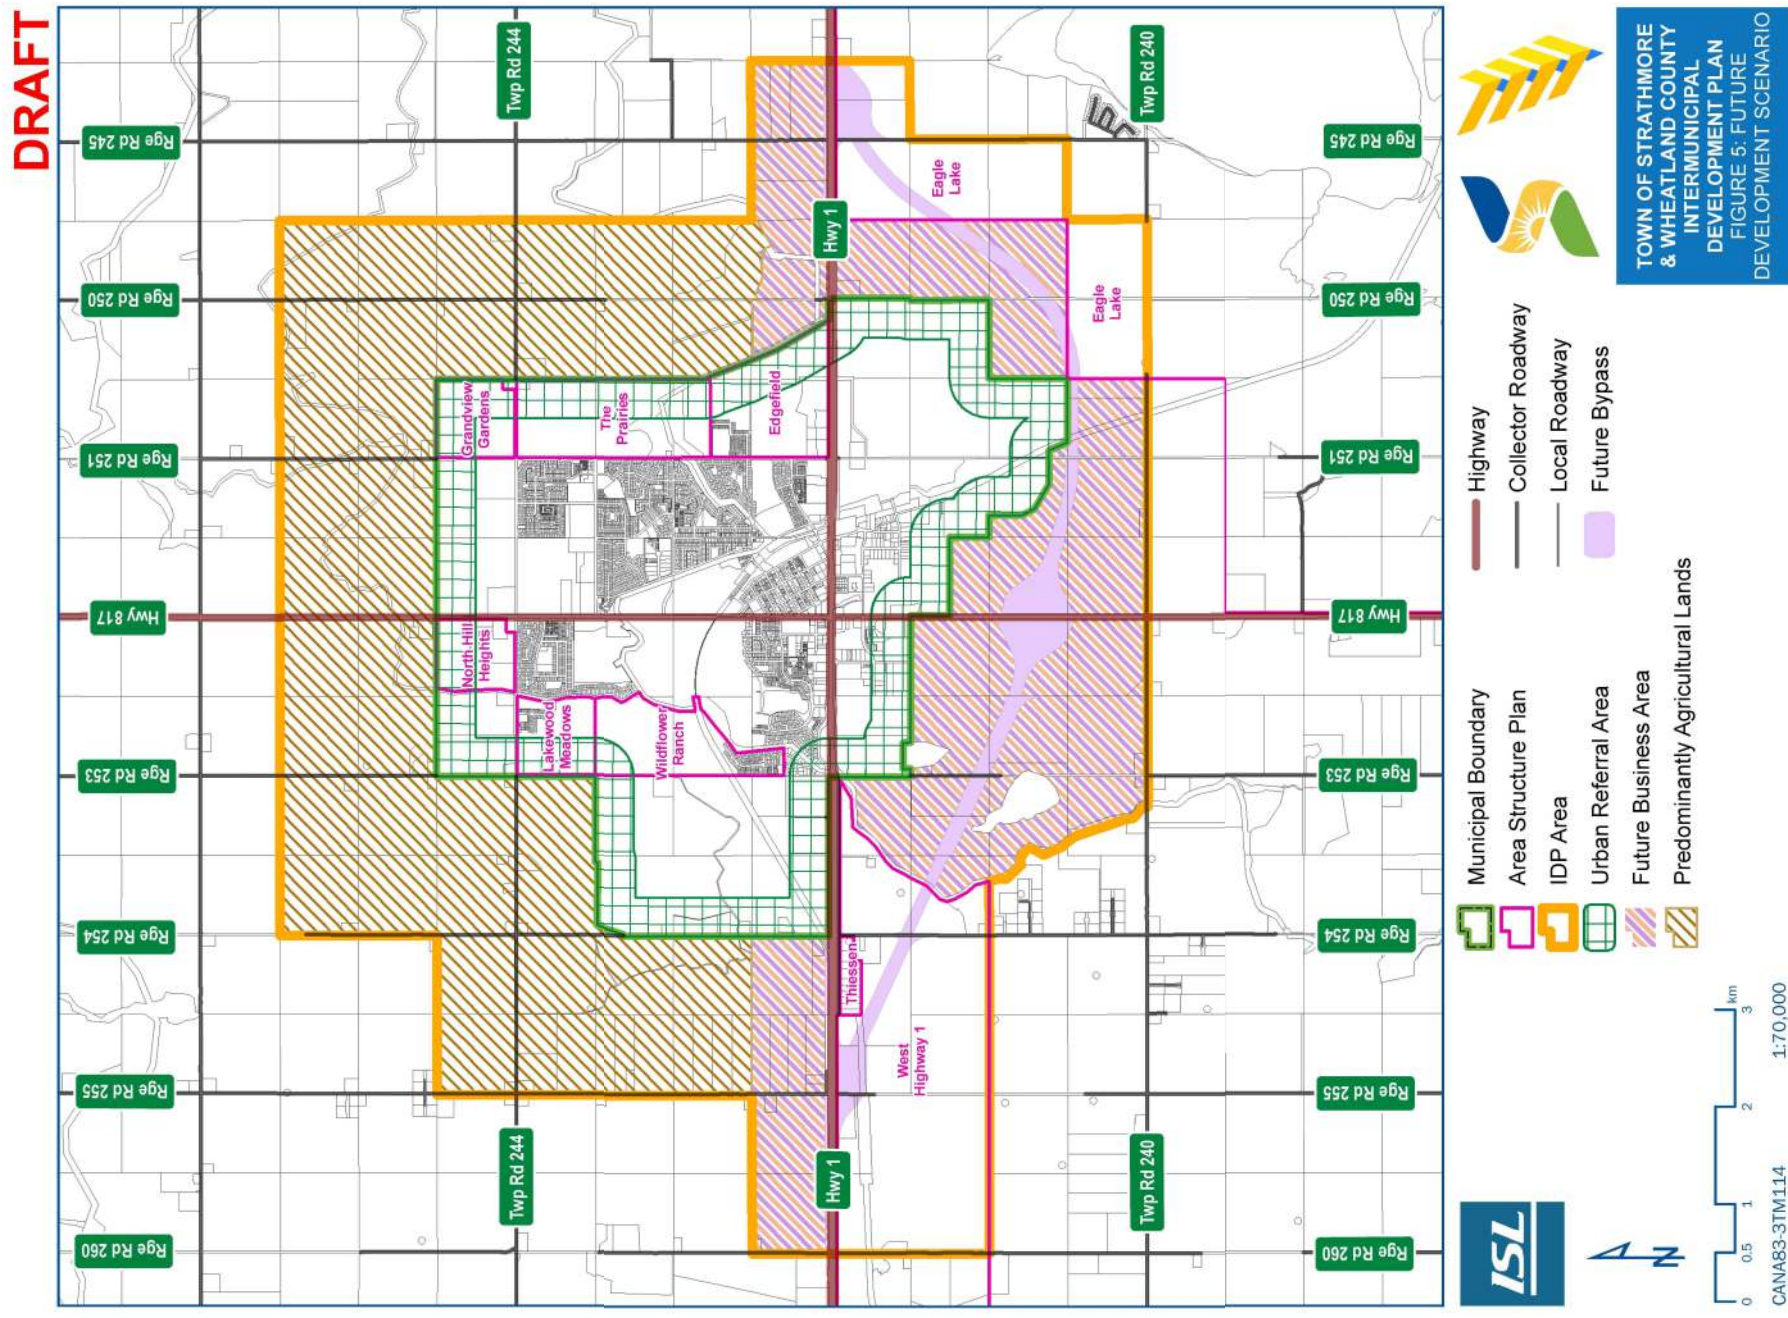 DRAFT
Rge Rd 260
Rge Rd 255
Rge Rd 254
Rge Rd 253
Hwy 817
Rge Rd 251
Rge Rd 250
Rge Rd 245
Twp Rd 244
Twp Rd 244
North Hill
Heights
Grandview
Gardens
Lakewood
Meadows
The
Prairies
Wildflower
Ranch
Edgefield
Hwy 1
Hwy 1
Thiessen
West
Highway 1
Eagle
Lake
Eagle
Lake
Twp Rd 240
Twp Rd 240
Rge Rd 260
Rge Rd 255
Rge Rd 254
Rge Rd 253
Hwy 817
Rge Rd 251
Rge Rd 250
Rge Rd 245
ISL
N
0 0.5 1 2 3
km
CANA83-3TM114
1:70,000
Municipal Boundary
Area Structure Plan
IDP Area
Urban Referral Area
Future Business Area
Predominantly Agricultural Lands
Highway
Collector Roadway
Local Roadway
Future Bypass
TOWN OF STRATHMORE
& WHEATLAND COUNTY
INTERMUNICIPAL
DEVELOPMENT PLAN
FIGURE 5: FUTURE
DEVELOPMENT SCENARIO